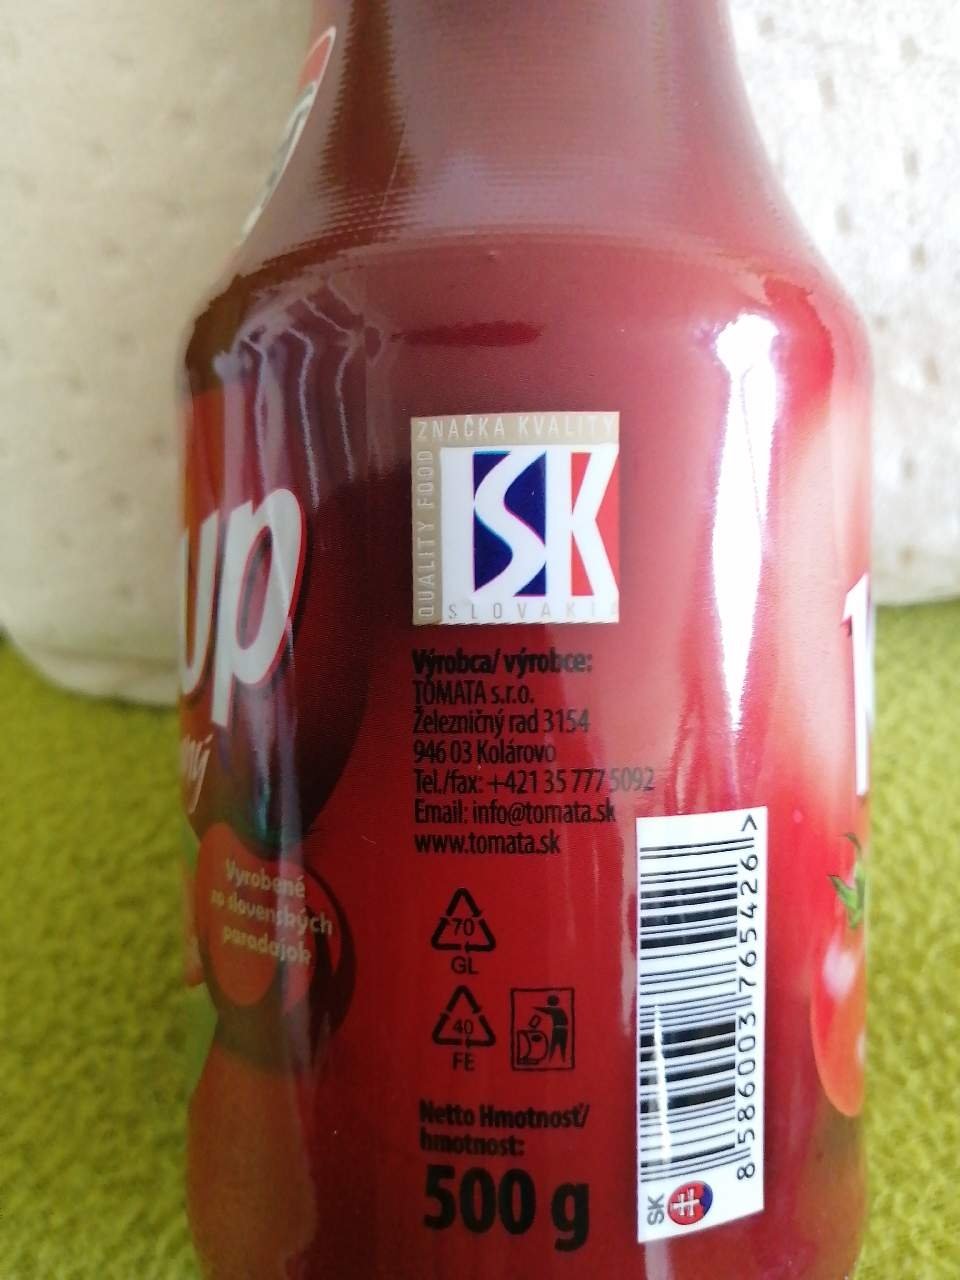 ZNAČKA KVALITY
QUALITY FOOD
SK
SLOVAKIA
up
Vyrobené
zo slovenských
paradajok
Výrobca/ výrobce:
TOMATA s.r.o.
Železničný rad 3154
946 03 Kolárovo
Tel./fax: +421 35 777 5092
Email: info@tomata.sk
www.tomata.sk
70
GL
40
FE
Netto Hmotnosť/
hmotnost:
500 g
8 586003 765426 >
SK